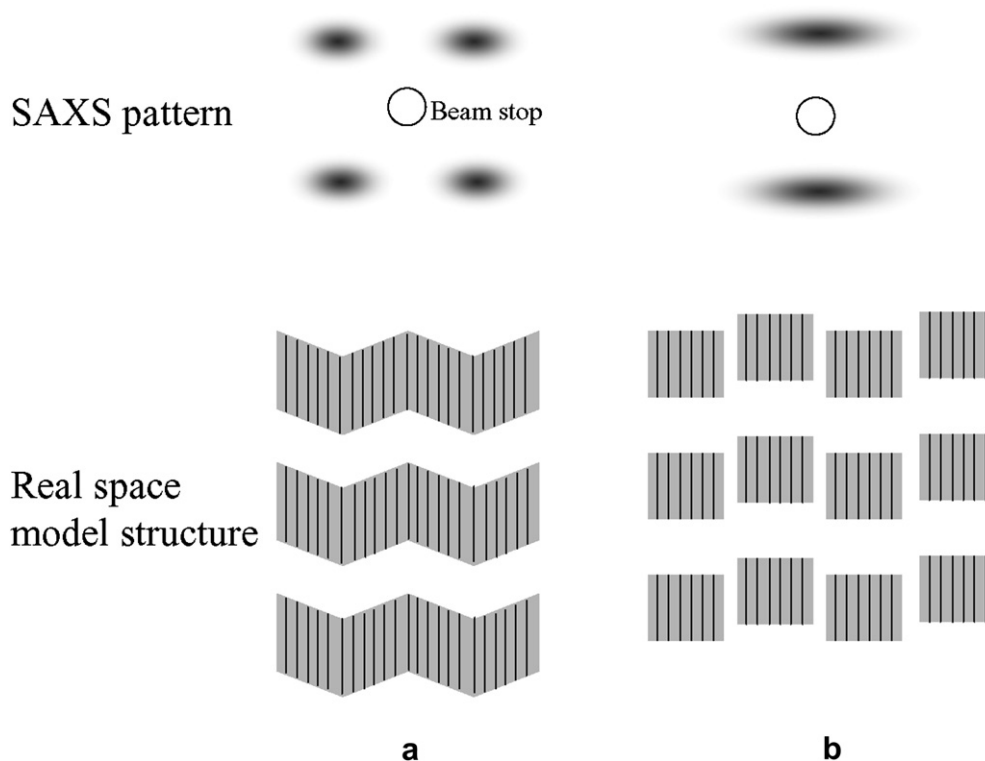 SAXS pattern
Beam stop
Real space
model structure
a
b